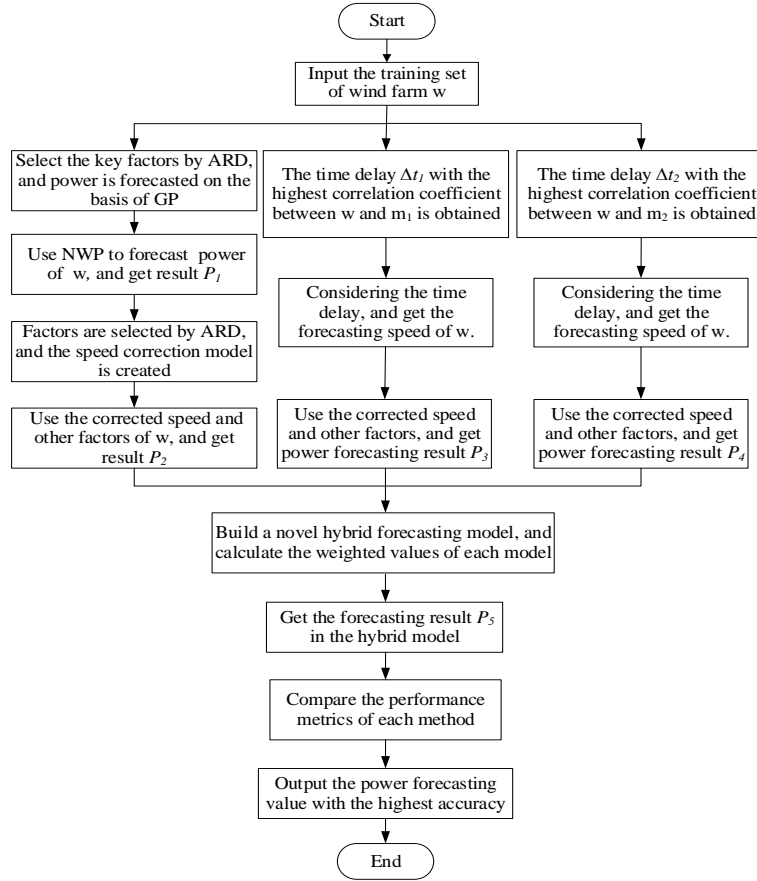 Start
Input the training set
of wind farm w
Select the key factors by ARD,
and power is forecasted on the
basis of GP
Use NWP to forecast power
of w, and get result P1
Factors are selected by ARD,
and the speed correction model
is created
Use the corrected speed and
other factors of w, and get
result P2
The time delay Δt1 with the
highest correlation coefficient
between w and m1 is obtained
Considering the time
delay, and get the
forecasting speed of w.
Use the corrected speed
and other factors, and get
power forecasting result P3
The time delay Δt2 with the
highest correlation coefficient
between w and m2 is obtained
Considering the time
delay, and get the
forecasting speed of w.
Use the corrected speed
and other factors, and get
power forecasting result P4
Build a novel hybrid forecasting model, and
calculate the weighted values of each model
Get the forecasting result P5
in the hybrid model
Compare the performance
metrics of each method
Output the power forecasting
value with the highest accuracy
End